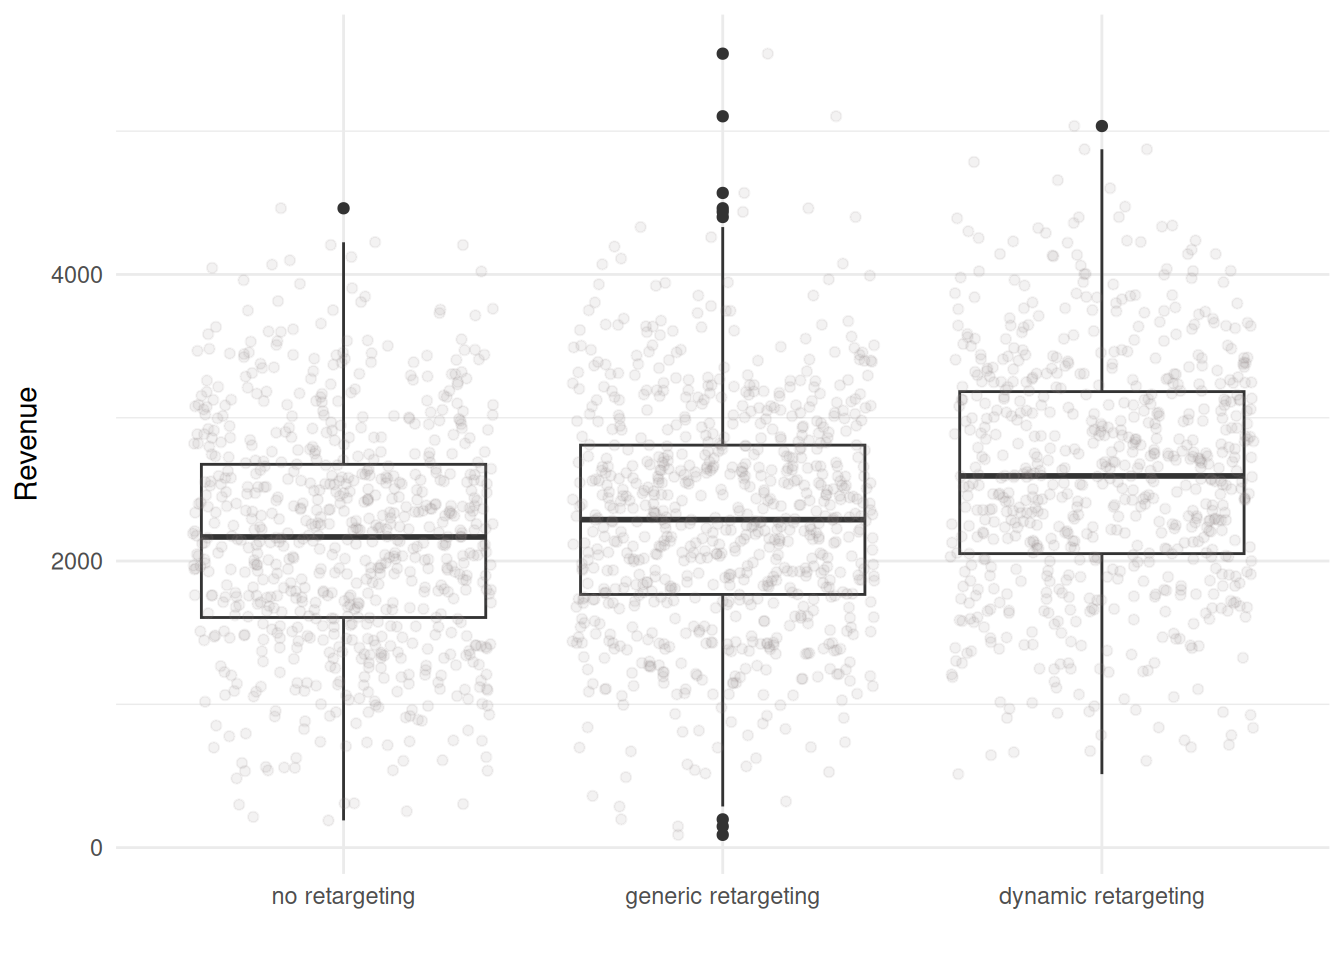 Revenue
4000
2000
0
no retargeting
generic retargeting
dynamic retargeting